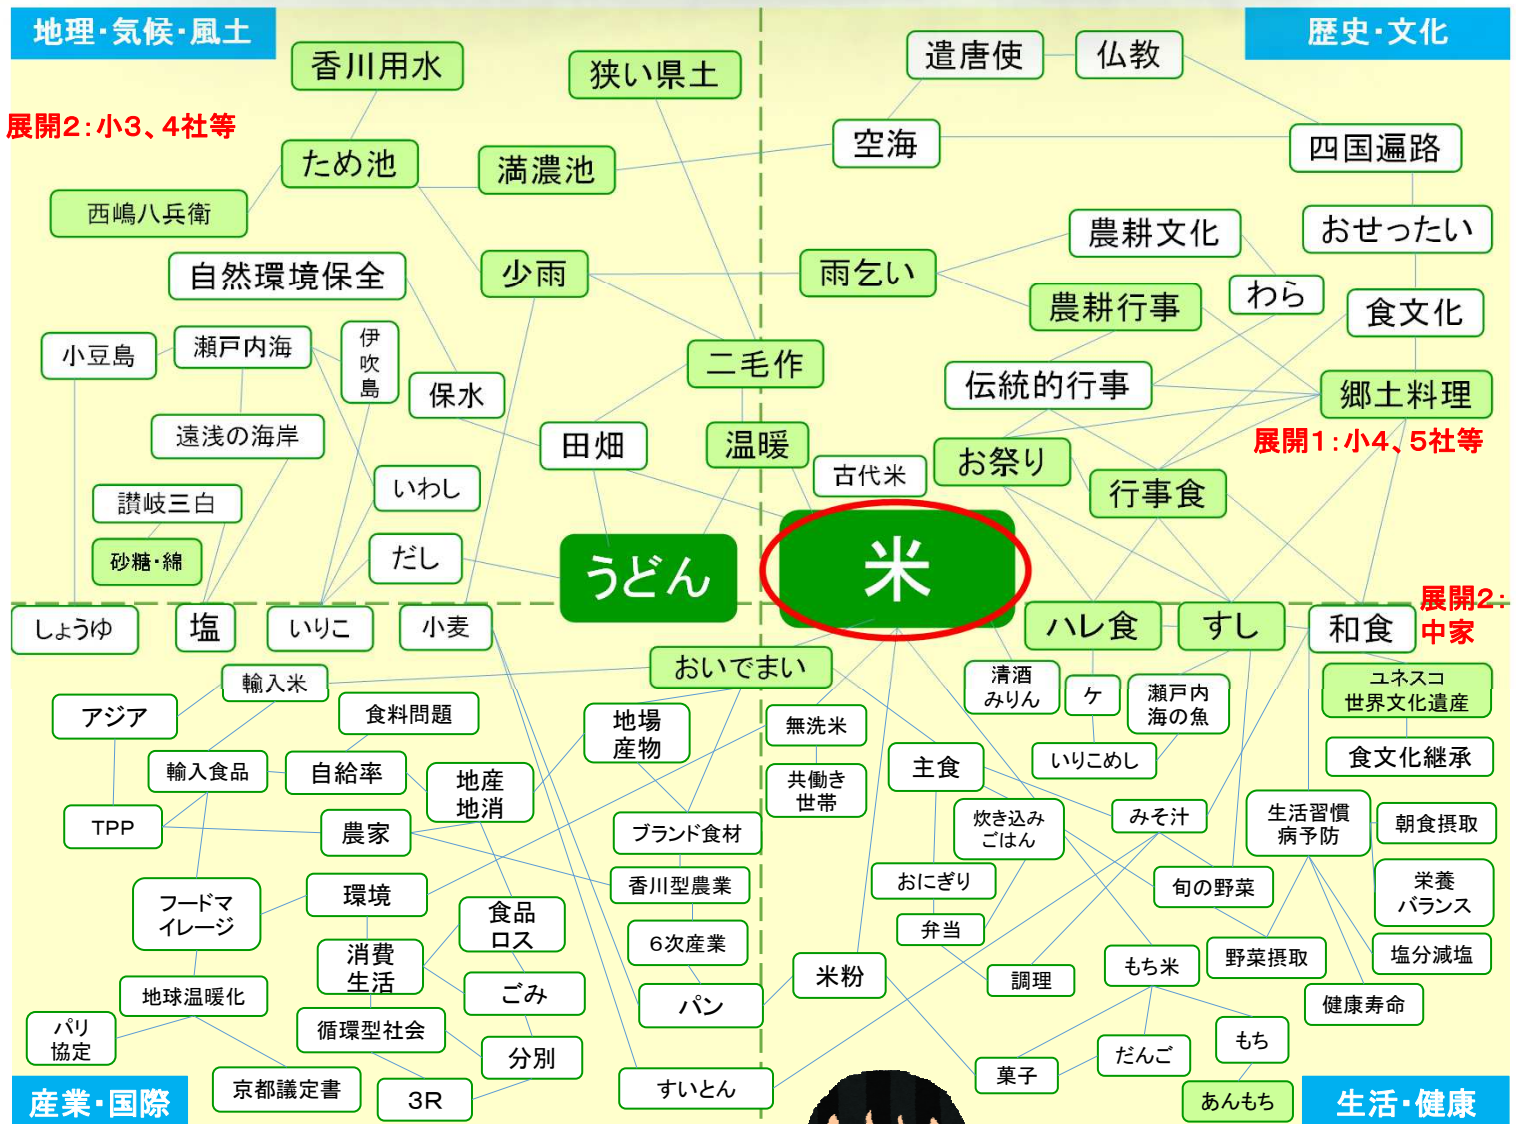 地理・気候・風土
歴史・文化
香川用水
狭い県土
遣唐使
仏教
展開2：小3、4社等
ため池
満濃池
空海
四国遍路
西嶋八兵衛
農耕文化
おせったい
自然環境保全
少雨
雨乞い
農耕行事
わら
食文化
小豆島
瀬戸内海
伊
吹
島
保水
二毛作
伝統的行事
郷土料理
遠浅の海岸
田畑
温暖
古代米
お祭り
展開1：小4、5社等
行事食
讃岐三白
いわし
砂糖・綿
だし
うどん
米
しょうゆ
塩
いりこ
小麦
ハレ食
すし
和食
展開2：
中家
おいでまい
輸入米
清酒
みりん
ケ
瀬戸内
海の魚
ユネスコ
世界文化遺産
アジア
食料問題
地場
産物
無洗米
いりこめし
食文化継承
輸入食品
自給率
地産
地消
共働き
世帯
主食
TPP
農家
ブランド食材
炊き込み
ごはん
みそ汁
生活習慣
病予防
朝食摂取
フードマ
イレージ
環境
香川型農業
おにぎり
旬の野菜
栄養
バランス
食品
ロス
弁当
消費
生活
6次産業
米粉
調理
もち米
野菜摂取
塩分減塩
地球温暖化
ごみ
パン
健康寿命
パリ
協定
循環型社会
分別
もち
だんご
菓子
京都議定書
3R
すいとん
あんもち
産業・国際
生活・健康